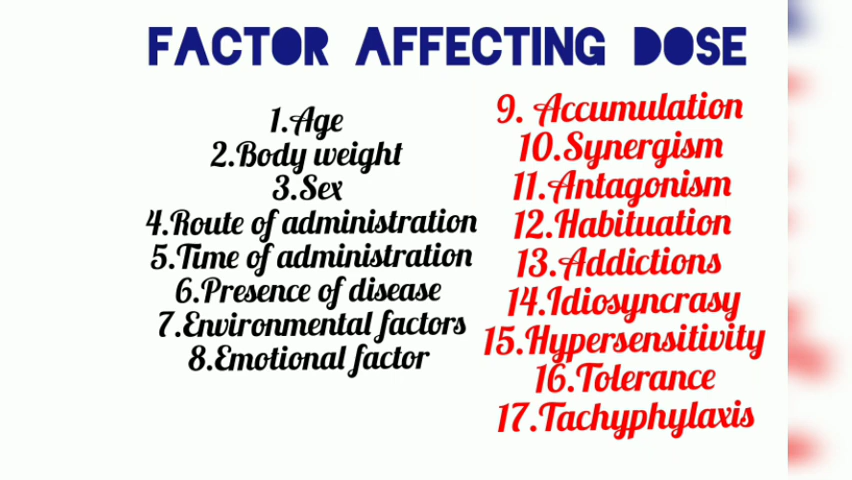 FACTOR AFFECTING DOSE
1.Age
2.Body weight
3.Sex
4.Route of administration
5.Time of administration
6.Presence of disease
7.Environmental factors
8.Emotional factor
9. Accumulation
10.Synergism
11.Antagonism
12.Habituation
13.Addictions
14.Idiosyncrasy
15.Hypersensitivity
16.Tolerance
17.Tachyphylaxis